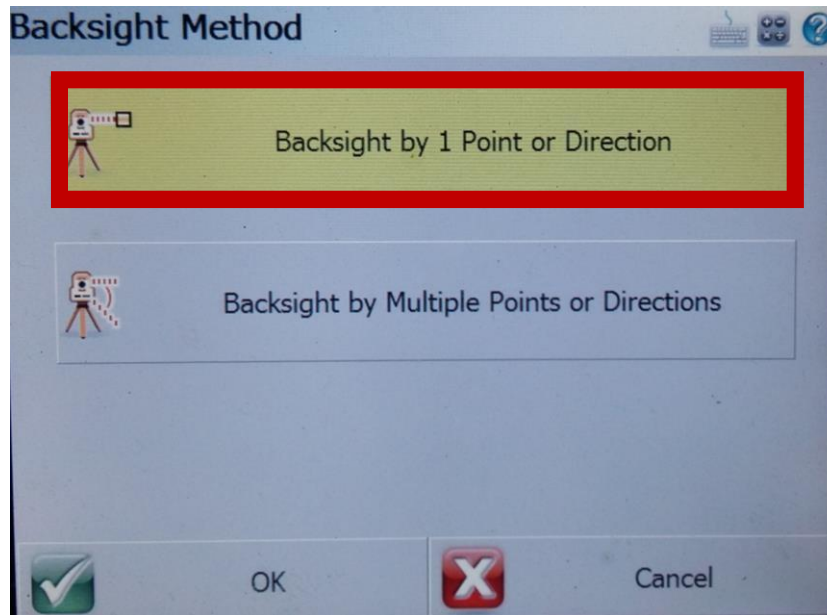 Backsight Method
Backsight by 1 Point or Direction
Backsight by Multiple Points or Directions
OK
Cancel